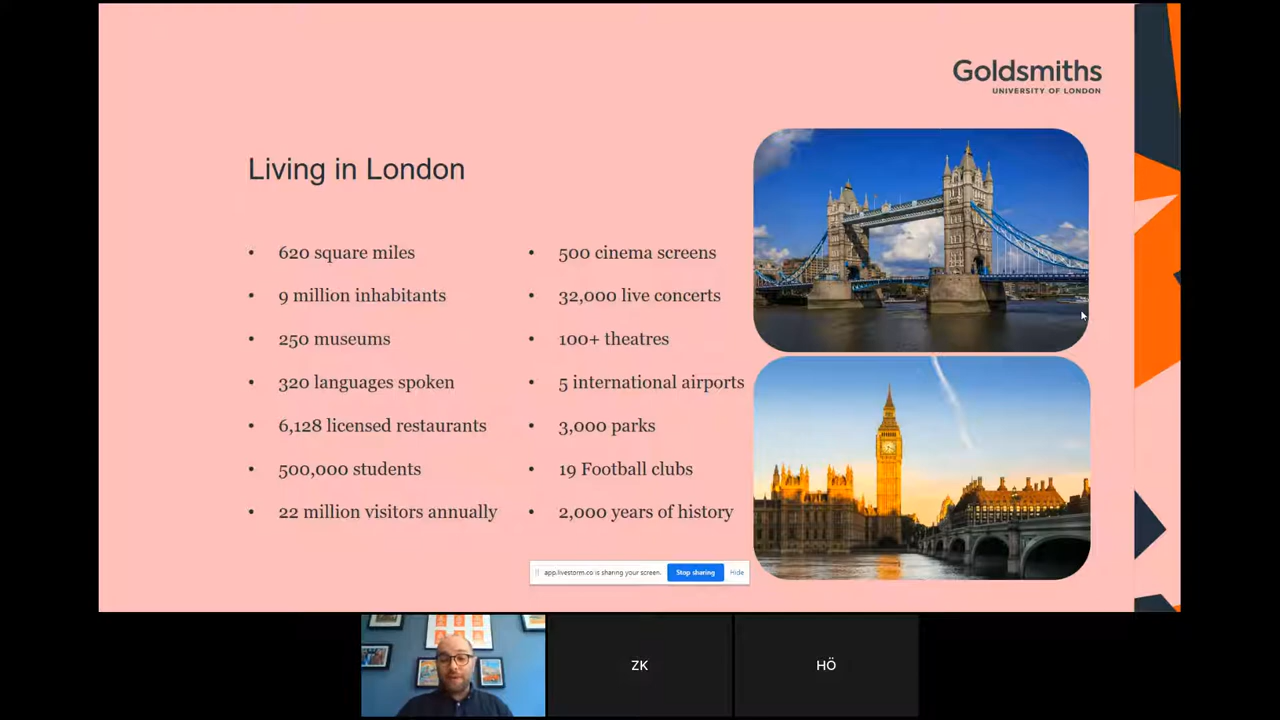 Goldsmiths
UNIVERSITY OF LONDON
Living in London
• 620 square miles
• 9 million inhabitants
• 250 museums
• 320 languages spoken
• 6,128 licensed restaurants
• 500,000 students
• 22 million visitors annually
• 500 cinema screens
• 32,000 live concerts
• 100+ theatres
• 5 international airports
• 3,000 parks
• 19 Football clubs
• 2,000 years of history
app.livestorm.co is sharing your screen. Stop sharing Hide
ZK
HÖ